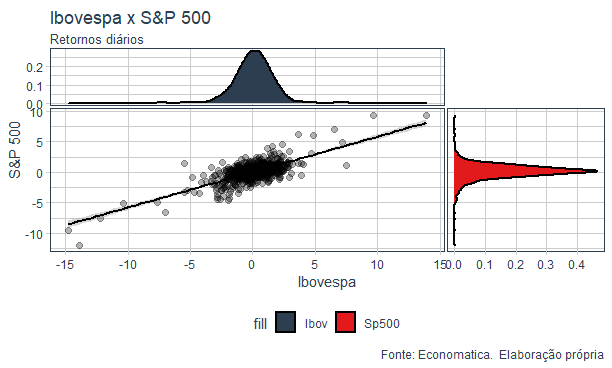 Ibovespa x S&P 500
Retornos diários
0.2
0.1
0.0
10
5
0
-5
-10
S&P 500
-15 -10 -5 0 5 10 15
0.0 0.1 0.2 0.3 0.4
Ibovespa
fill Ibov Sp500
Fonte: Economatica. Elaboração própria